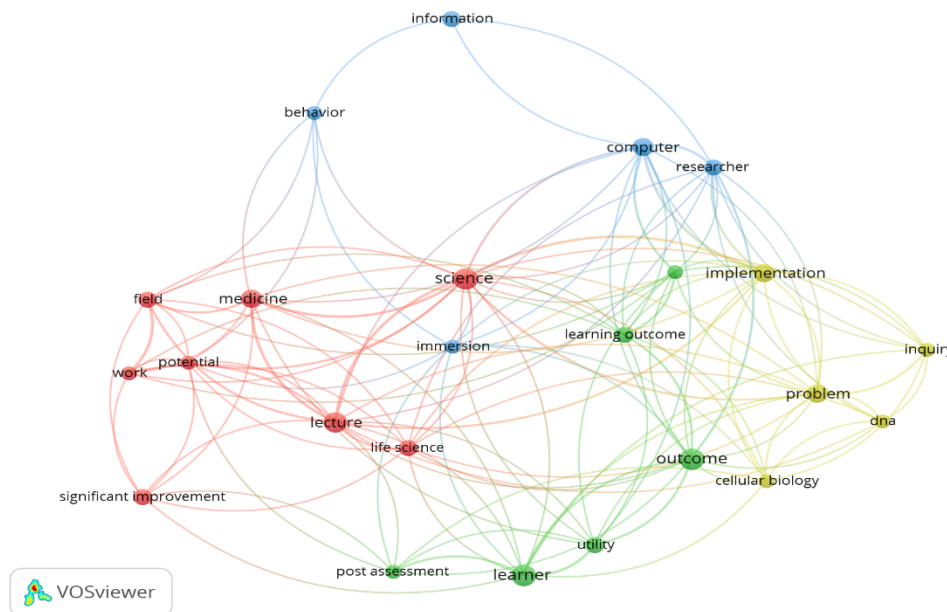 information
behavior
computer
researcher
science
implementation
field
medicine
learning outcome
immersion
inquiry
potential
work
problem
lecture
dna
life science
outcome
cellular biology
significant improvement
utility
post assessment
learner
VOSviewer